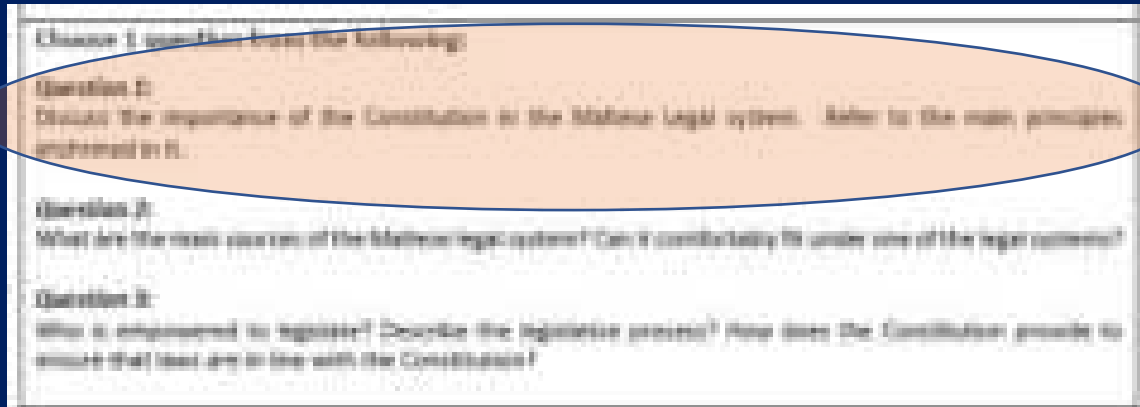 Choose 1 question from the following:
Question 1:
Discuss the importance of the Constitution in the Maltese Legal system. Refer to the main principles
enshrined in it.
Question 2:
What are the main sources of the Maltese legal system? Can it comfortably fit under one of the legal systems?
Question 3:
Who is empowered to legislate? Describe the legislative process? How does the Constitution provide to
ensure that laws are in line with the Constitution?